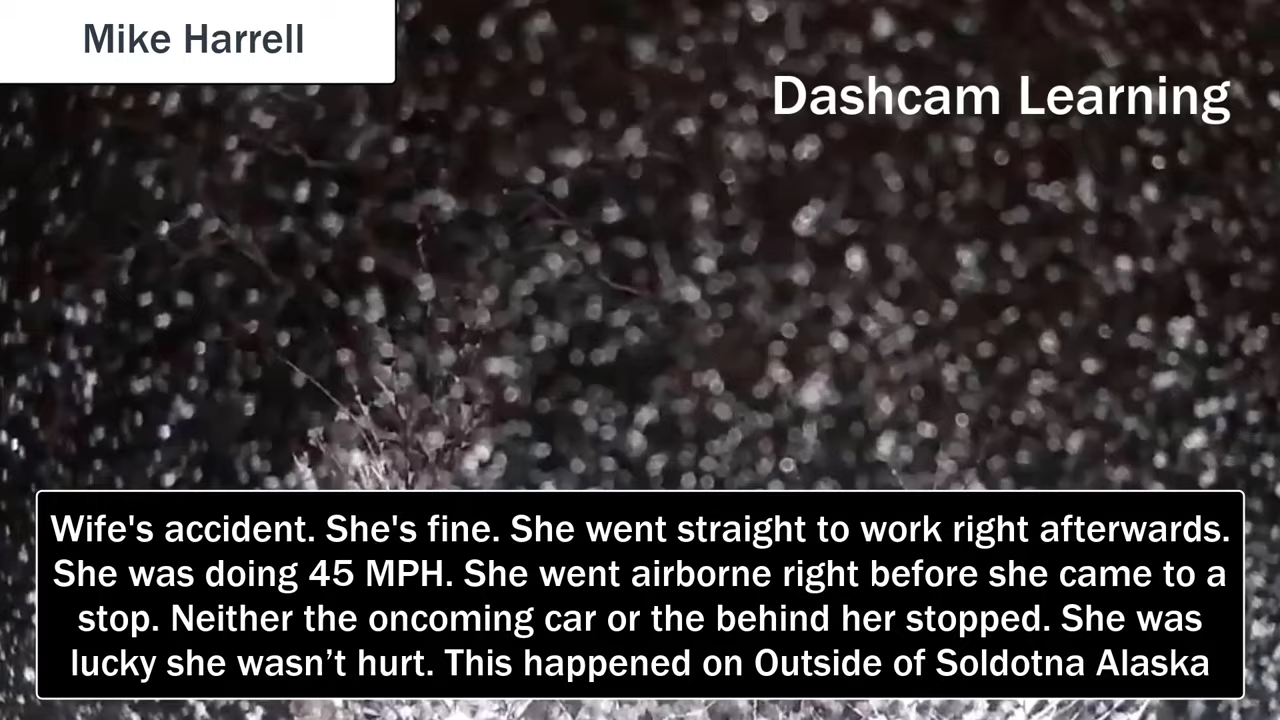 Mike Harrell
Dashcam Learning
Wife's accident. She's fine. She went straight to work right afterwards.
She was doing 45 MPH. She went airborne right before she came to a
stop. Neither the oncoming car or the behind her stopped. She was
lucky she wasn’t hurt. This happened on Outside of Soldotna Alaska